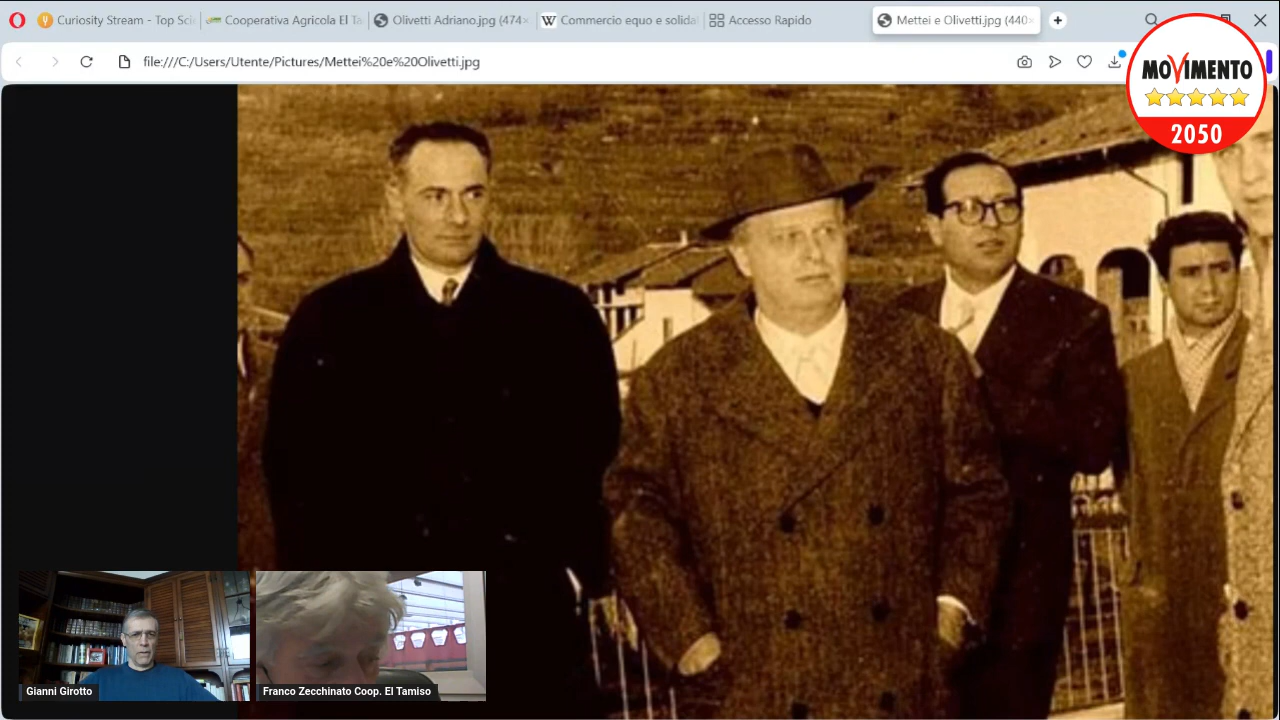 Curiosity Stream - Top Sci
Cooperativa Agricola El Ta
Olivetti Adriano.jpg (474×
Commercio equo e solidal
Accesso Rapido
Mettei e Olivetti.jpg (440×
file:///C:/Users/Utente/Pictures/Mettei%20e%20Olivetti.jpg
MOVIMENTO
2050
Gianni Girotto
Franco Zecchinato Coop. El Tamiso